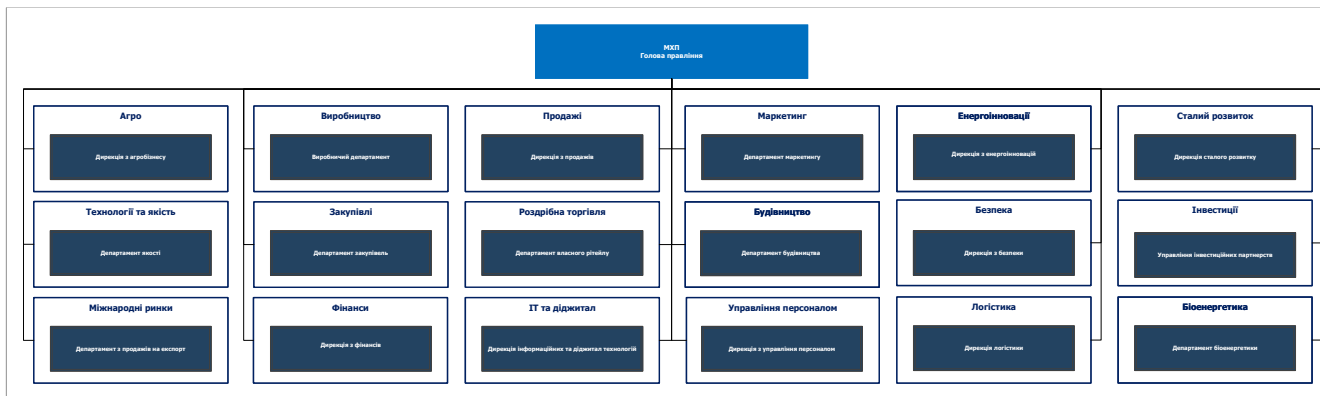 МХП
Голова правління
Агро
Дирекція з агробізнесу
Виробництво
Виробничий департамент
Продажі
Дирекція з продажів
Маркетинг
Департамент маркетингу
Енергоінновації
Дирекція з енергоінновацій
Сталий розвиток
Дирекція сталого розвитку
Технології та якість
Департамент якості
Закупівлі
Департамент закупівель
Роздрібна торгівля
Департамент власного рітейлу
Будівництво
Департамент будівництва
Безпека
Дирекція з безпеки
Інвестиції
Управління інвестиційних партнерств
Міжнародні ринки
Департамент з продажів на експорт
Фінанси
Дирекція з фінансів
ІТ та діджитал
Дирекція інформаційних та діджитал технологій
Управління персоналом
Дирекція з управління персоналом
Логістика
Дирекція логістики
Біоенергетика
Департамент біоенергетики